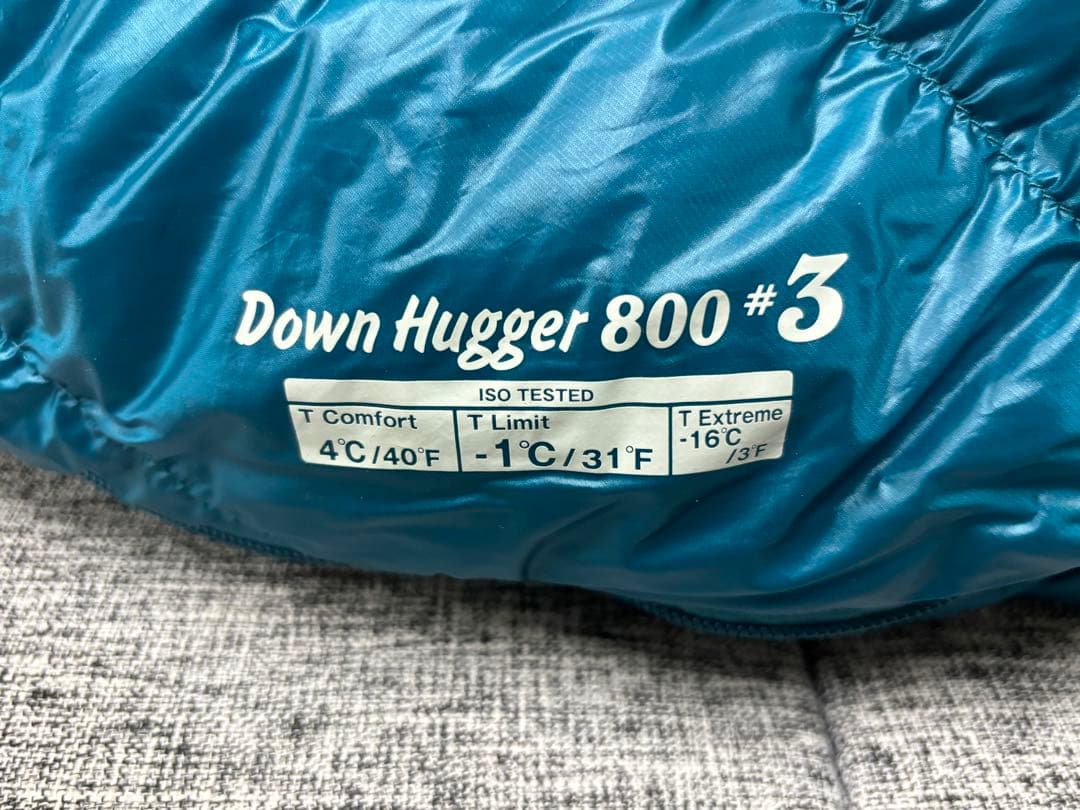 Down Hugger 800 #3
ISO TESTED
T Comfort
4°C/40°F
T Limit
-1°C/31°F
T Extreme
-16°C
/3°F